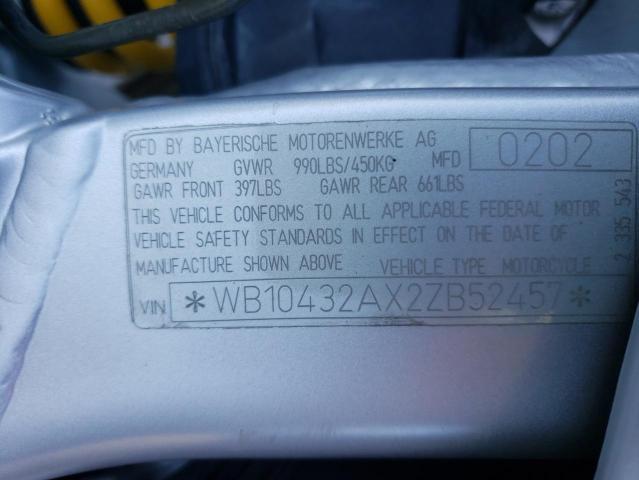 MFD BY BAYERISCHE MOTORENWERKE AG
GERMANY GVWR 990LBS/450KG MFD 0202
GAWR FRONT 397LBS GAWR REAR 661LBS
THIS VEHICLE CONFORMS TO ALL APPLICABLE FEDERAL MOTOR
VEHICLE SAFETY STANDARDS IN EFFECT ON THE DATE OF
MANUFACTURE SHOWN ABOVE VEHICLE TYPE MOTORCYCLE
VIN *WB10432AX2ZB52457*
2 335 543